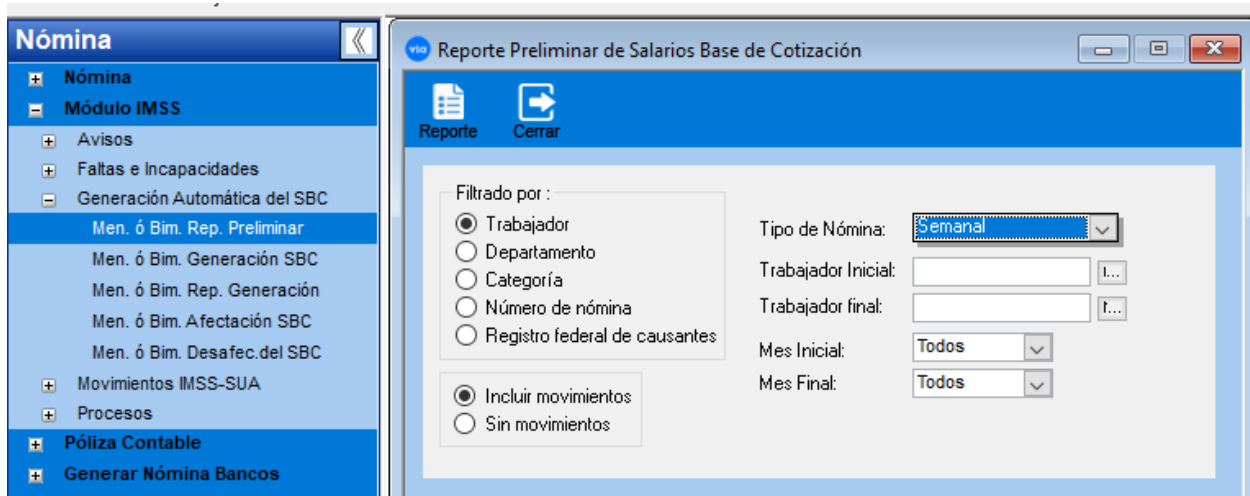 Nómina
Nómina
Módulo IMSS
Avisos
Faltas e Incapacidades
Generación Automática del SBC
Men. ó Bim. Rep. Preliminar
Men. ó Bim. Generación SBC
Men. ó Bim. Rep. Generación
Men. ó Bim. Afectación SBC
Men. ó Bim. Desafec.del SBC
Movimientos IMSS-SUA
Procesos
Póliza Contable
Generar Nómina Bancos
via Reporte Preliminar de Salarios Base de Cotización
Reporte Cerrar
Filtrado por :
Trabajador
Departamento
Categoría
Número de nómina
Registro federal de causantes
Incluir movimientos
Sin movimientos
Tipo de Nómina: Semanal
Trabajador Inicial:
Trabajador final:
Mes Inicial: Todos
Mes Final: Todos